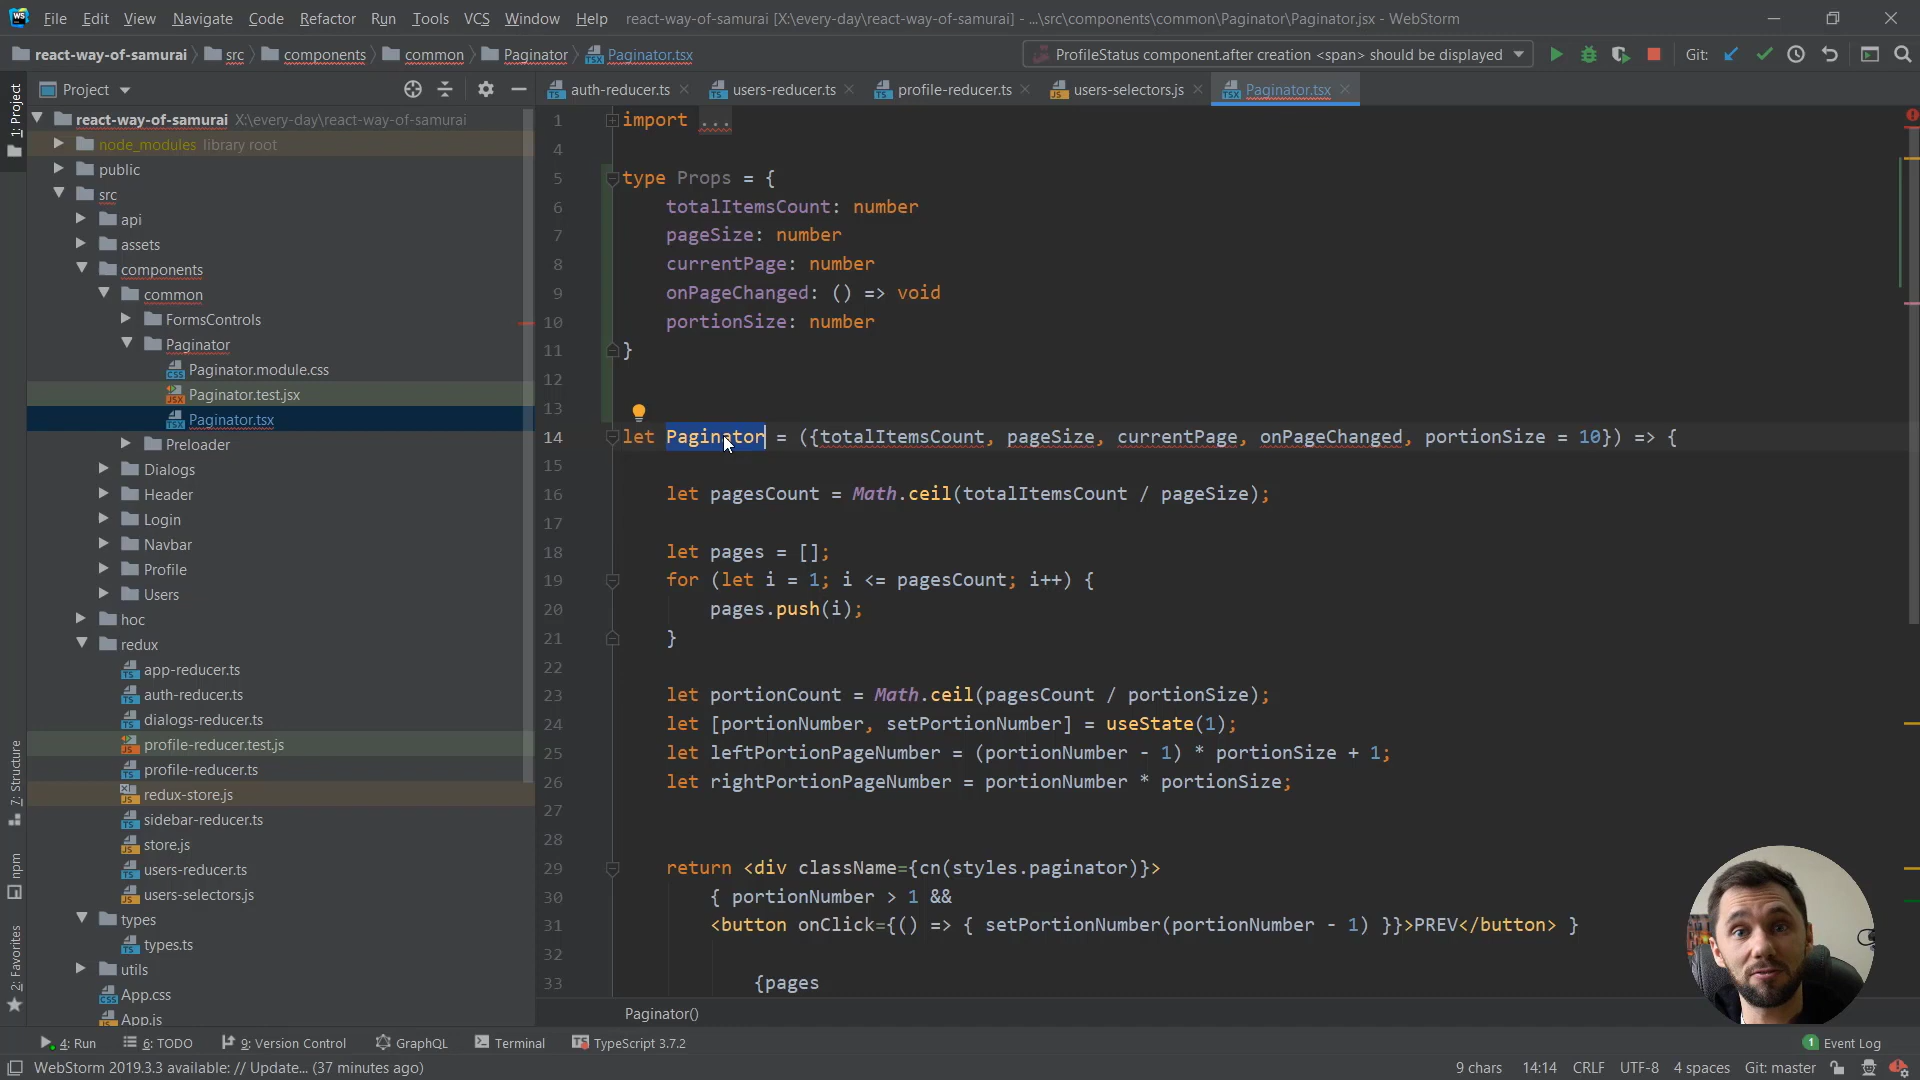 File Edit View Navigate Code Refactor Run Tools VCS Window Help react-way-of-samurai [X:\every-day\react-way-of-samurai] - ...\src\components\common\Paginator\Paginator.jsx - WebStorm
react-way-of-samurai src components common Paginator Paginator.tsx ProfileStatus component.after creation <span> should be displayed Git:
Project auth-reducer.ts users-reducer.ts profile-reducer.ts users-selectors.js Paginator.tsx
1: Project
7: Structure
npm
2: Favorites
react-way-of-samurai X:\every-day\react-way-of-samurai
node_modules library root
public
src
api
assets
components
common
FormsControls
Paginator
Paginator.module.css
Paginator.test.jsx
Paginator.tsx
Preloader
Dialogs
Header
Login
Navbar
Profile
Users
hoc
redux
app-reducer.ts
auth-reducer.ts
dialogs-reducer.ts
profile-reducer.test.js
profile-reducer.ts
redux-store.js
sidebar-reducer.ts
store.js
users-reducer.ts
users-selectors.js
types
types.ts
utils
App.css
App.js
1 import ...
4
5 type Props = {
6 totalItemsCount: number
7 pageSize: number
8 currentPage: number
9 onPageChanged: () => void
10 portionSize: number
11 }
12
13
14 let Paginator = ({totalItemsCount, pageSize, currentPage, onPageChanged, portionSize = 10}) => {
15
16 let pagesCount = Math.ceil(totalItemsCount / pageSize);
17
18 let pages = [];
19 for (let i = 1; i <= pagesCount; i++) {
20 pages.push(i);
21 }
22
23 let portionCount = Math.ceil(pagesCount / portionSize);
24 let [portionNumber, setPortionNumber] = useState(1);
25 let leftPortionPageNumber = (portionNumber - 1) * portionSize + 1;
26 let rightPortionPageNumber = portionNumber * portionSize;
27
28
29 return <div className={cn(styles.paginator)}>
30 { portionNumber > 1 &&
31 <button onClick={() => { setPortionNumber(portionNumber - 1) }}>PREV</button> }
32
33 {pages
Paginator()
4: Run 6: TODO 9: Version Control GraphQL Terminal TypeScript 3.7.2 1 Event Log
WebStorm 2019.3.3 available: // Update... (37 minutes ago) 9 chars 14:14 CRLF UTF-8 4 spaces Git: master